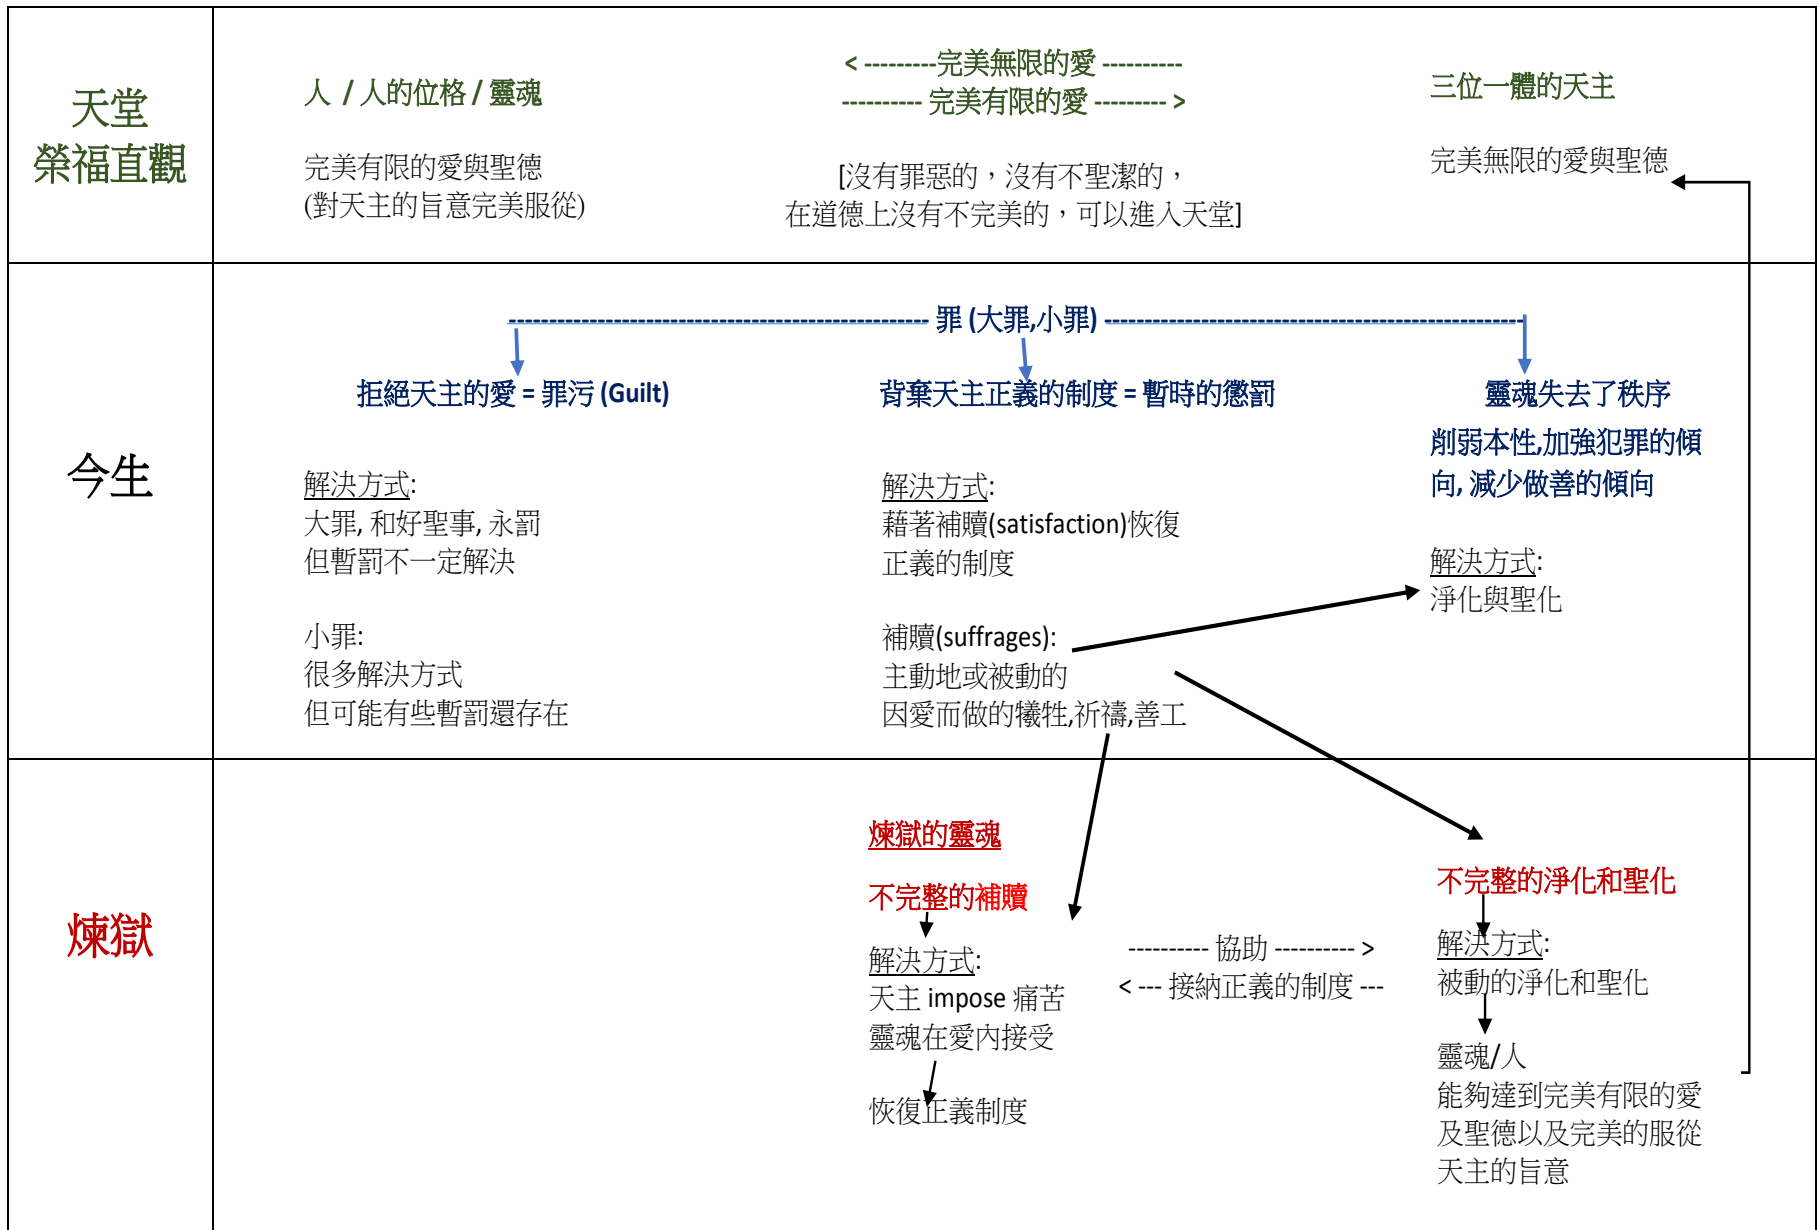 天堂
榮福直觀
人 / 人的位格 / 靈魂
完美有限的愛與聖德
(對天主的旨意完美服從)
< ---------完美無限的愛 ----------
---------- 完美有限的愛 --------- >
[沒有罪惡的，沒有不聖潔的，
在道德上沒有不完美的，可以進入天堂]
三位一體的天主
完美無限的愛與聖德
今生
罪 (大罪,小罪)
拒絕天主的愛 = 罪污 (Guilt)
解決方式:
大罪, 和好聖事, 永罰
但暫罰不一定解決
小罪:
很多解決方式
但可能有些暫罰還存在
背棄天主正義的制度 = 暫時的懲罰
解決方式:
藉著補贖(satisfaction)恢復
正義的制度
補贖(suffrages):
主動地或被動的
因愛而做的犧牲,祈禱,善工
靈魂失去了秩序
削弱本性,加強犯罪的傾
向, 減少做善的傾向
解決方式:
淨化與聖化
煉獄
煉獄的靈魂
不完整的補贖
解決方式:
天主 impose 痛苦
靈魂在愛內接受
恢復正義制度
---------- 協助 ---------- >
< --- 接納正義的制度 ---
不完整的淨化和聖化
解決方式:
被動的淨化和聖化
靈魂/人
能夠達到完美有限的愛
及聖德以及完美的服從
天主的旨意